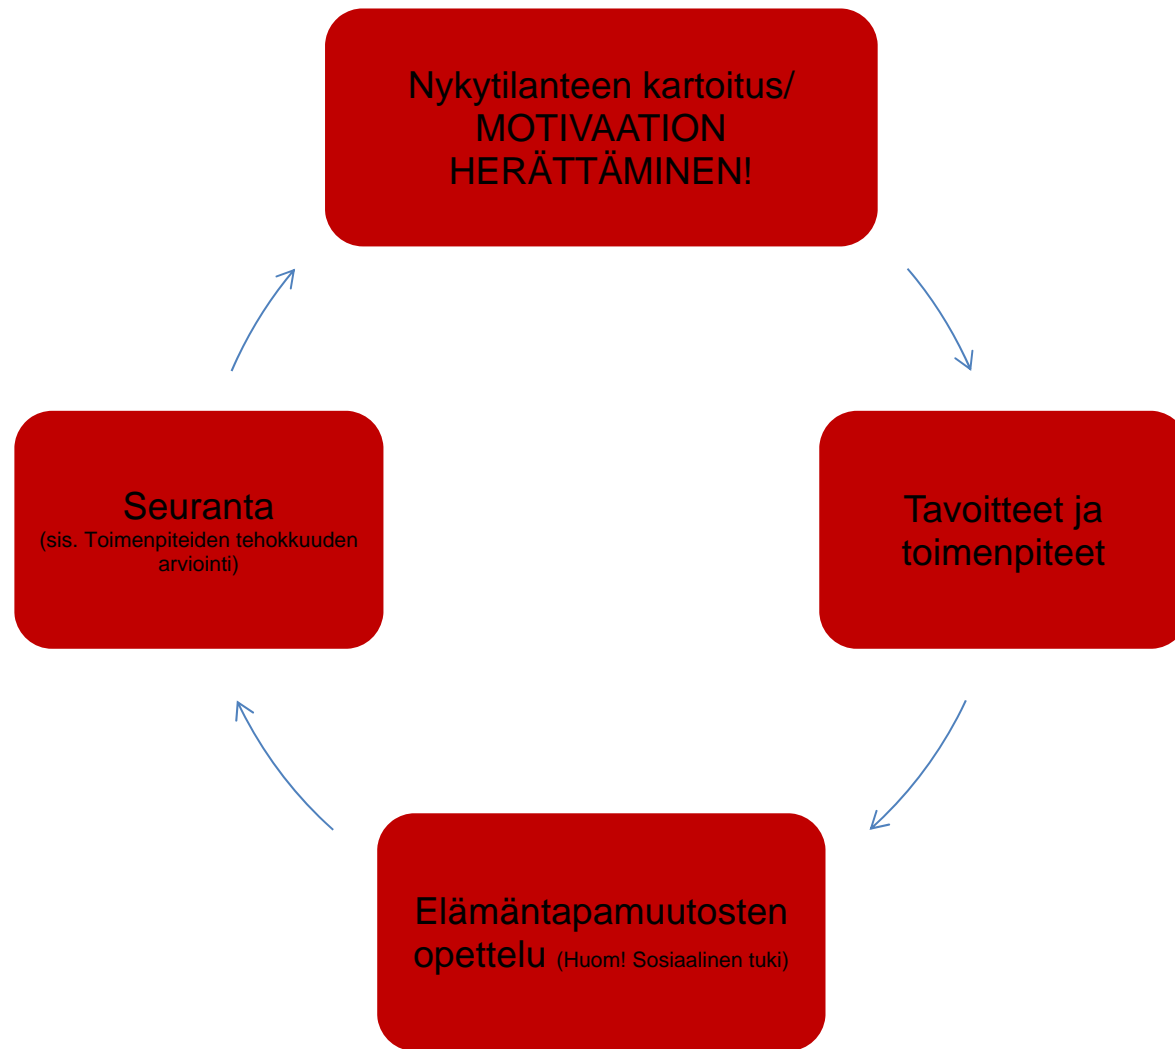 Nykytilanteen kartoitus/
MOTIVAATION
HERÄTTÄMINEN!
Seuranta
(sis. Toimenpiteiden tehokkuuden
arviointi)
Tavoitteet ja
toimenpiteet
Elämäntapamuutosten
opettelu (Huom! Sosiaalinen tuki)